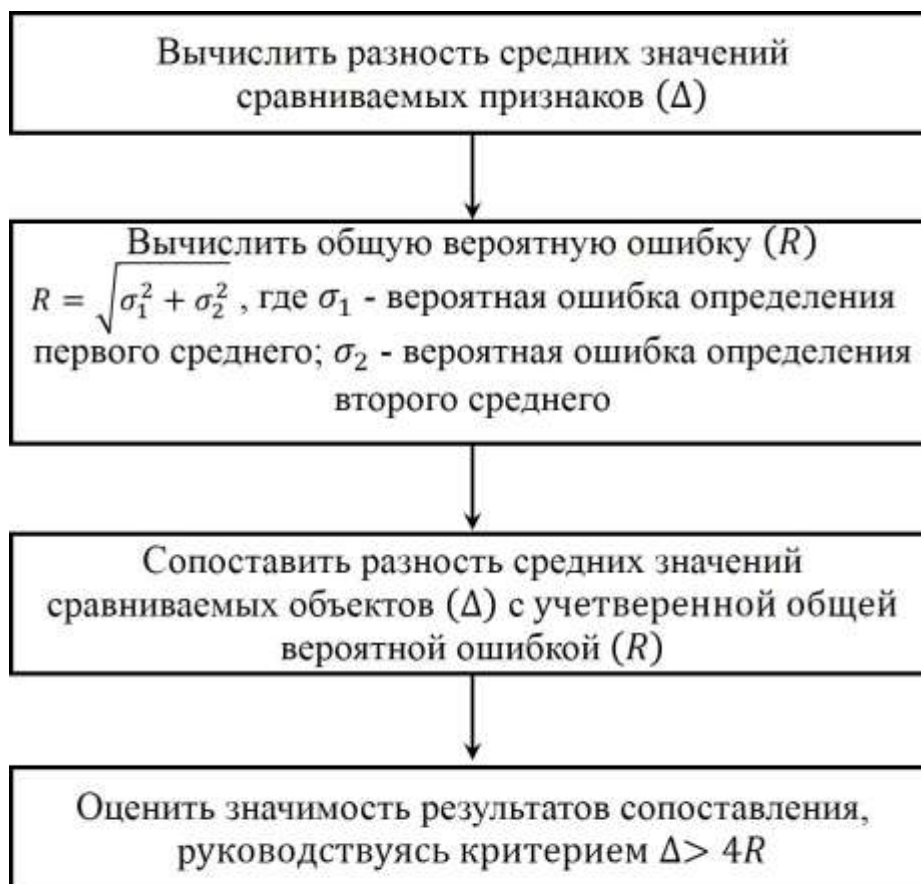 Вычислить разность средних значений
сравниваемых признаков (Δ)
Вычислить общую вероятную ошибку (R)
R = √σ₁² + σ₂² , где σ₁ - вероятная ошибка определения
первого среднего; σ₂ - вероятная ошибка определения
второго среднего
Сопоставить разность средних значений
сравниваемых объектов (Δ) с учетверенной общей
вероятной ошибкой (R)
Оценить значимость результатов сопоставления,
руководствуясь критерием Δ> 4R